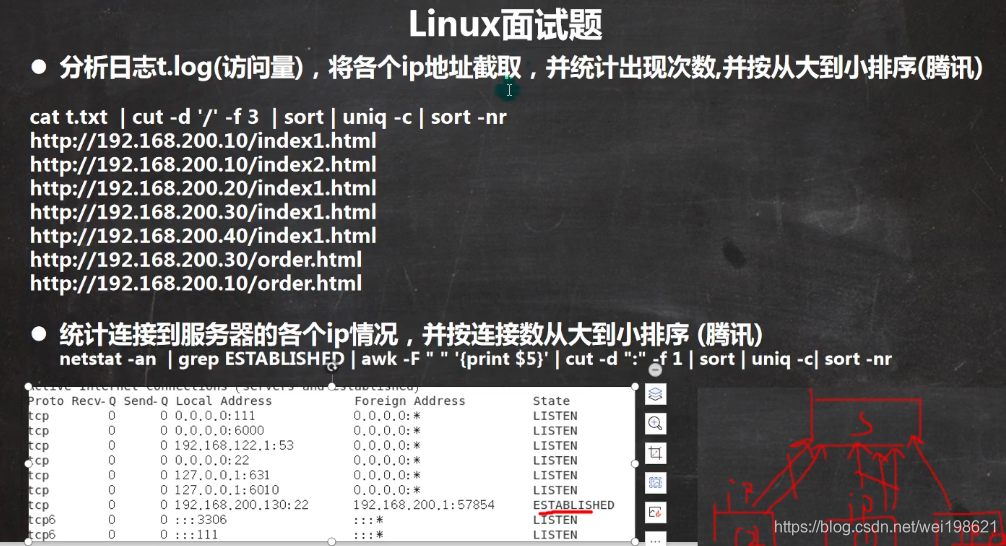 Linux面试题
● 分析日志t.log(访问量)，将各个ip地址截取，并统计出现次数,并按从大到小排序(腾讯)
cat t.txt | cut -d '/' -f 3 | sort | uniq -c | sort -nr
http://192.168.200.10/index1.html
http://192.168.200.10/index2.html
http://192.168.200.20/index1.html
http://192.168.200.30/index1.html
http://192.168.200.40/index1.html
http://192.168.200.30/order.html
http://192.168.200.10/order.html
● 统计连接到服务器的各个ip情况，并按连接数从大到小排序 (腾讯)
netstat -an | grep ESTABLISHED | awk -F " " '{print $5}' | cut -d ":" -f 1 | sort | uniq -c| sort -nr
Active Internet connections (servers and established)
Proto Recv-Q Send-Q Local Address Foreign Address State
tcp 0 0 0.0.0.0:111 0.0.0.0:* LISTEN
tcp 0 0 0.0.0.0:6000 0.0.0.0:* LISTEN
tcp 0 0 192.168.122.1:53 0.0.0.0:* LISTEN
tcp 0 0 0.0.0.0:22 0.0.0.0:* LISTEN
tcp 0 0 127.0.0.1:631 0.0.0.0:* LISTEN
tcp 0 0 127.0.0.1:6010 0.0.0.0:* LISTEN
tcp 0 0 192.168.200.130:22 192.168.200.1:57854 ESTABLISHED
tcp6 0 0 :::3306 :::* LISTEN
tcp6 0 0 :::111 :::* LISTEN
S
ip
ip
https://blog.csdn.net/wei198621